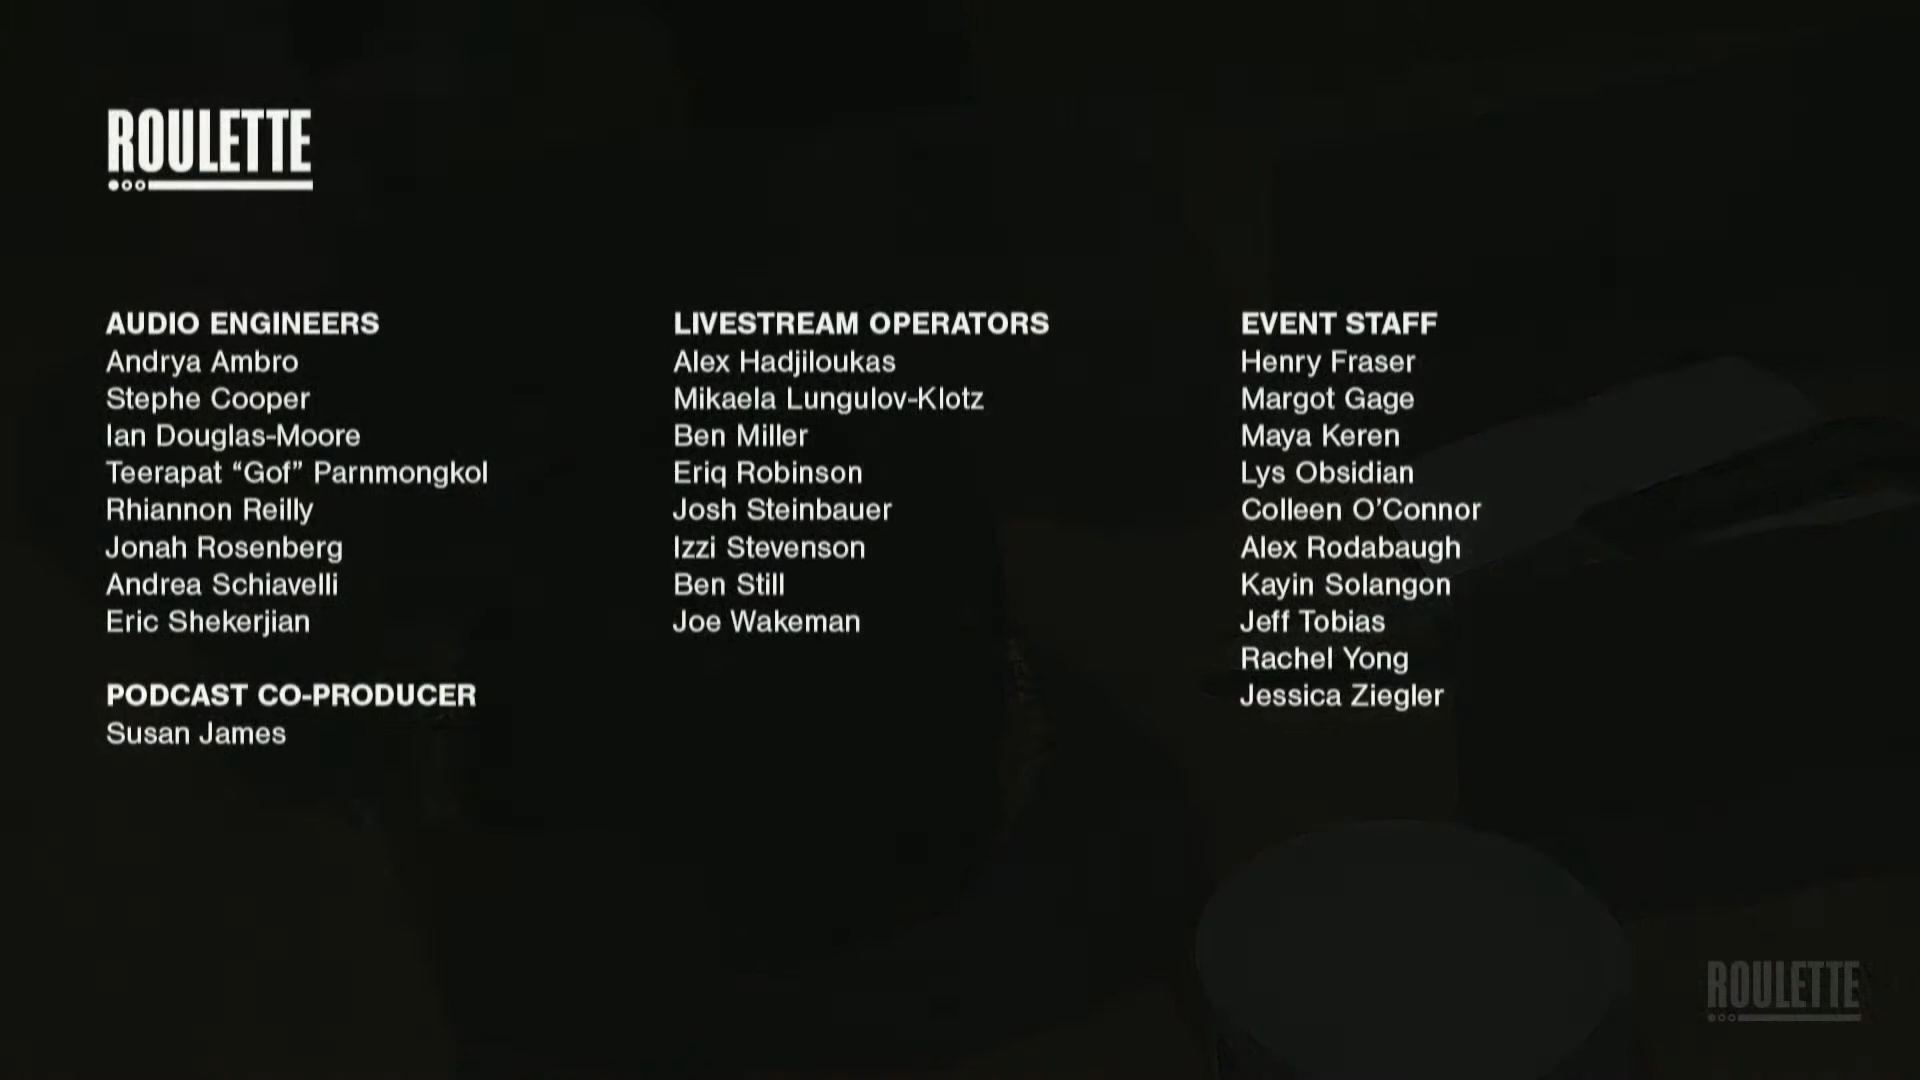 ROULETTE
AUDIO ENGINEERS
Andrya Ambro
Stephe Cooper
Ian Douglas-Moore
Teerapat “Gof” Parnmongkol
Rhiannon Reilly
Jonah Rosenberg
Andrea Schiavelli
Eric Shekerjian
PODCAST CO-PRODUCER
Susan James
LIVESTREAM OPERATORS
Alex Hadjiloukas
Mikaela Lungulov-Klotz
Ben Miller
Eriq Robinson
Josh Steinbauer
Izzi Stevenson
Ben Still
Joe Wakeman
EVENT STAFF
Henry Fraser
Margot Gage
Maya Keren
Lys Obsidian
Colleen O’Connor
Alex Rodabaugh
Kayin Solangon
Jeff Tobias
Rachel Yong
Jessica Ziegler
ROULETTE